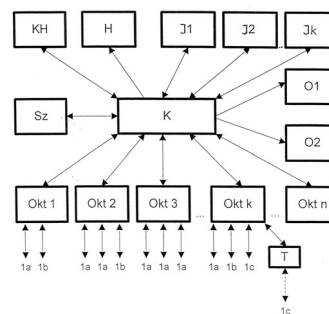 KH H J1 J2 ... Jk
O1
Sz K
O2
Okt 1 Okt 2 Okt 3 ... Okt k ... Okt n
T
1a 1b 1a 1a 1b 1a 1a 1a 1a 1b 1c
1c